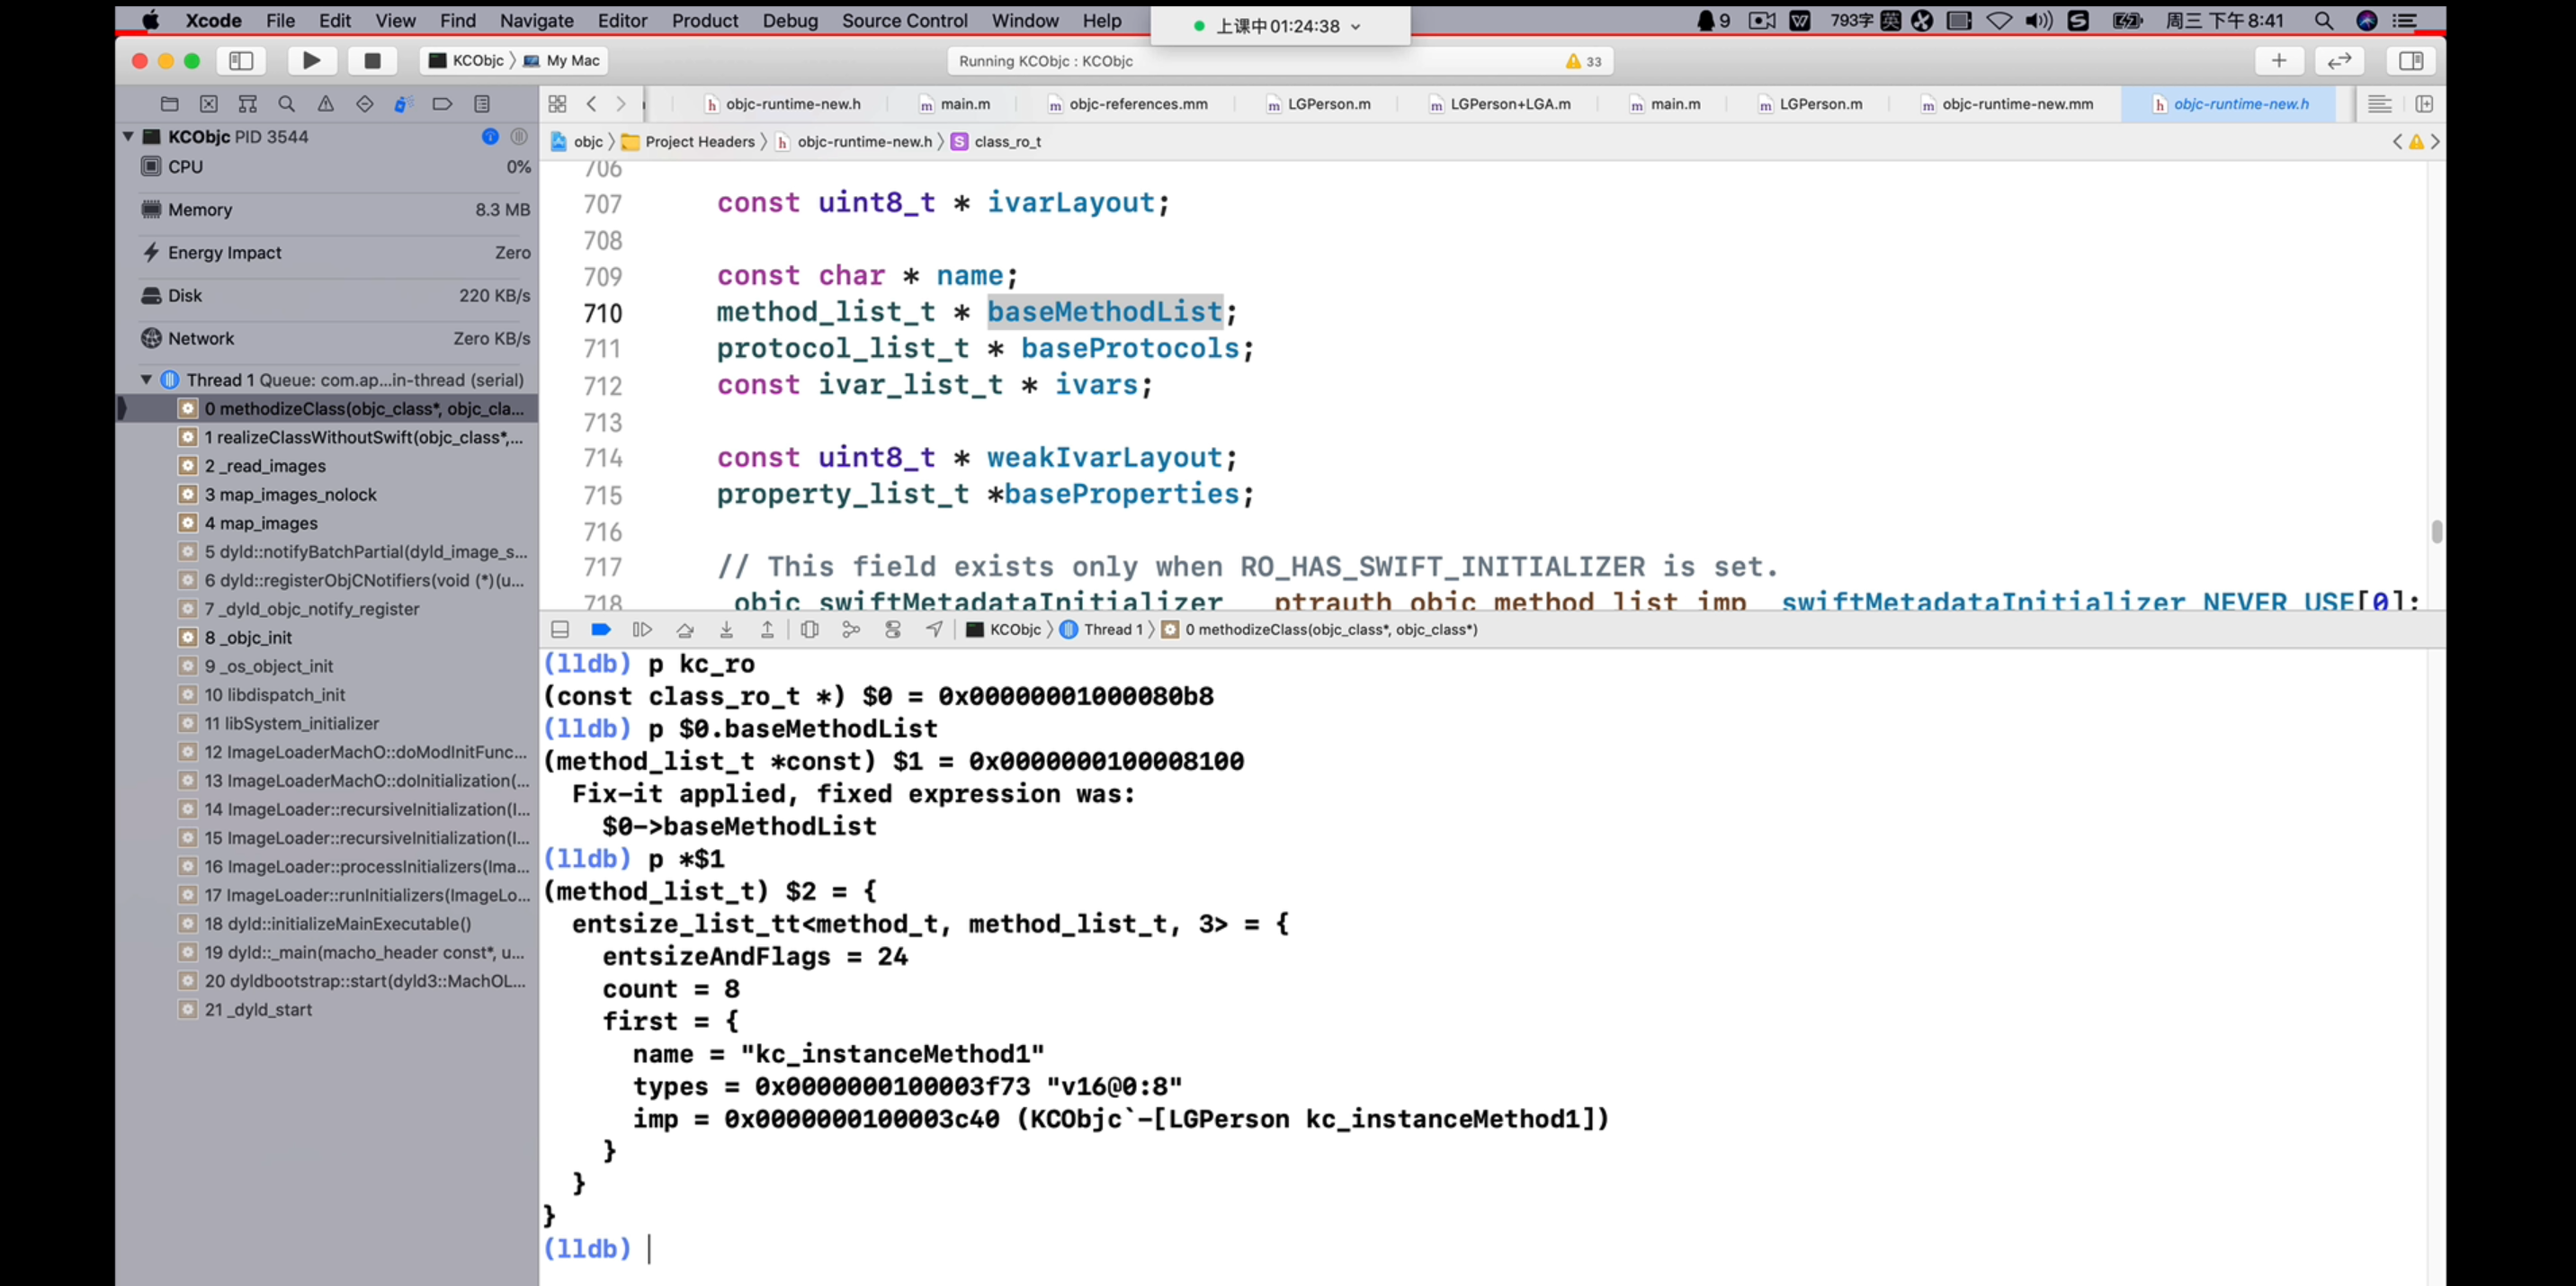 Xcode File Edit View Find Navigate Editor Product Debug Source Control Window Help
上课中01:24:38
9 793字 英 周三 下午8:41
KCObjc 〉 My Mac
Running KCObjc : KCObjc 33
objc-runtime-new.h main.m objc-references.mm LGPerson.m LGPerson+LGA.m main.m LGPerson.m objc-runtime-new.mm objc-runtime-new.h
objc 〉 Project Headers 〉 objc-runtime-new.h 〉 S class_ro_t
KCObjc PID 3544
CPU 0%
Memory 8.3 MB
Energy Impact Zero
Disk 220 KB/s
Network Zero KB/s
Thread 1 Queue: com.ap...in-thread (serial)
0 methodizeClass(objc_class*, objc_cla...
1 realizeClassWithoutSwift(objc_class*,...
2 _read_images
3 map_images_nolock
4 map_images
5 dyld::notifyBatchPartial(dyld_image_s...
6 dyld::registerObjCNotifiers(void (*)(u...
7 _dyld_objc_notify_register
8 _objc_init
9 _os_object_init
10 libdispatch_init
11 libSystem_initializer
12 ImageLoaderMachO::doModInitFunc...
13 ImageLoaderMachO::doInitialization(...
14 ImageLoader::recursiveInitialization(I...
15 ImageLoader::recursiveInitialization(I...
16 ImageLoader::processInitializers(Ima...
17 ImageLoader::runInitializers(ImageLo...
18 dyld::initializeMainExecutable()
19 dyld::_main(macho_header const*, u...
20 dyldbootstrap::start(dyld3::MachOL...
21 _dyld_start
706
707 const uint8_t * ivarLayout;
708
709 const char * name;
710 method_list_t * baseMethodList;
711 protocol_list_t * baseProtocols;
712 const ivar_list_t * ivars;
713
714 const uint8_t * weakIvarLayout;
715 property_list_t *baseProperties;
716
717 // This field exists only when RO_HAS_SWIFT_INITIALIZER is set.
718 _objc_swiftMetadataInitializer __ptrauth_objc_method_list_imp _swiftMetadataInitializer_NEVER_USE[0];
KCObjc 〉 Thread 1 〉 0 methodizeClass(objc_class*, objc_class*)
(lldb) p kc_ro
(const class_ro_t *) $0 = 0x00000001000080b8
(lldb) p $0.baseMethodList
(method_list_t *const) $1 = 0x0000000100008100
Fix-it applied, fixed expression was:
$0->baseMethodList
(lldb) p *$1
(method_list_t) $2 = {
entsize_list_tt<method_t, method_list_t, 3> = {
entsizeAndFlags = 24
count = 8
first = {
name = "kc_instanceMethod1"
types = 0x0000000100003f73 "v16@0:8"
imp = 0x0000000100003c40 (KCObjc`-[LGPerson kc_instanceMethod1])
}
}
}
(lldb)